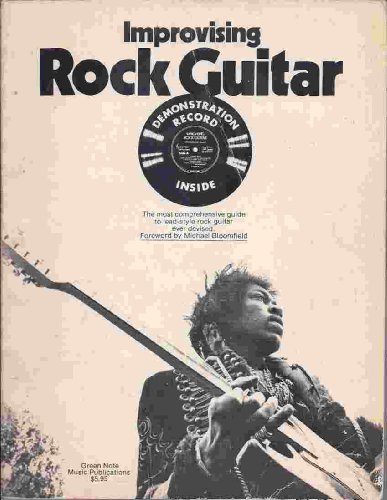 Improvising
Rock Guitar
DEMONSTRATION
RECORD
INSIDE
The most comprehensive guide
to lead-style rock guitar
ever devised.
Foreword by Michael Bloomfield
Green Note
Music Publications
$5.95